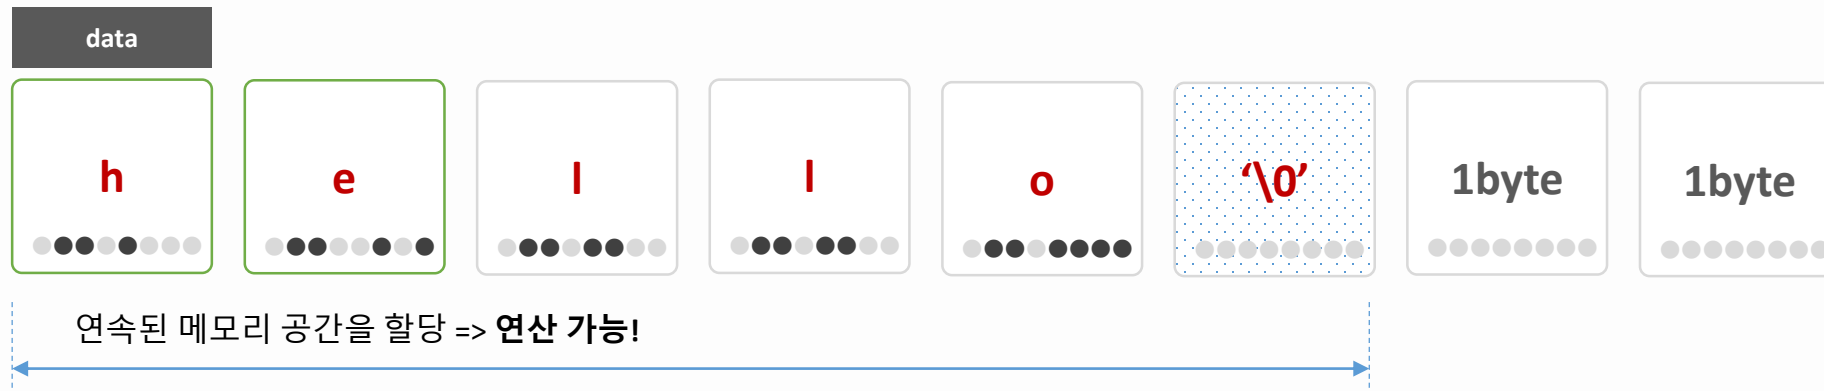 data
h e l l o ‘\0’ 1byte 1byte
연속된 메모리 공간을 할당 => 연산 가능!